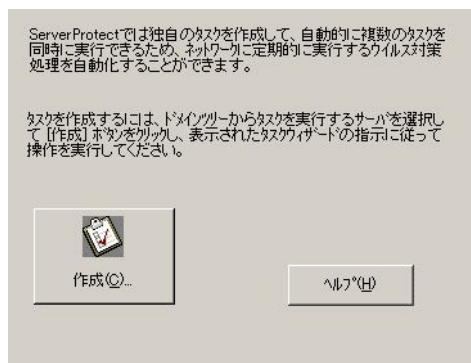 ServerProtectでは独自のタスクを作成して、自動的に複数のタスクを
同時に実行できるため、ネットワークに定期的に実行するウイルス対策
処理を自動化することができます。
タスクを作成するには、ドメインツリーからタスクを実行するサーバを選択し
て [作成] ボタンをクリックし、表示されたタスクウィザードの指示に従って
操作を実行してください。
作成(C)...
ヘルプ(H)